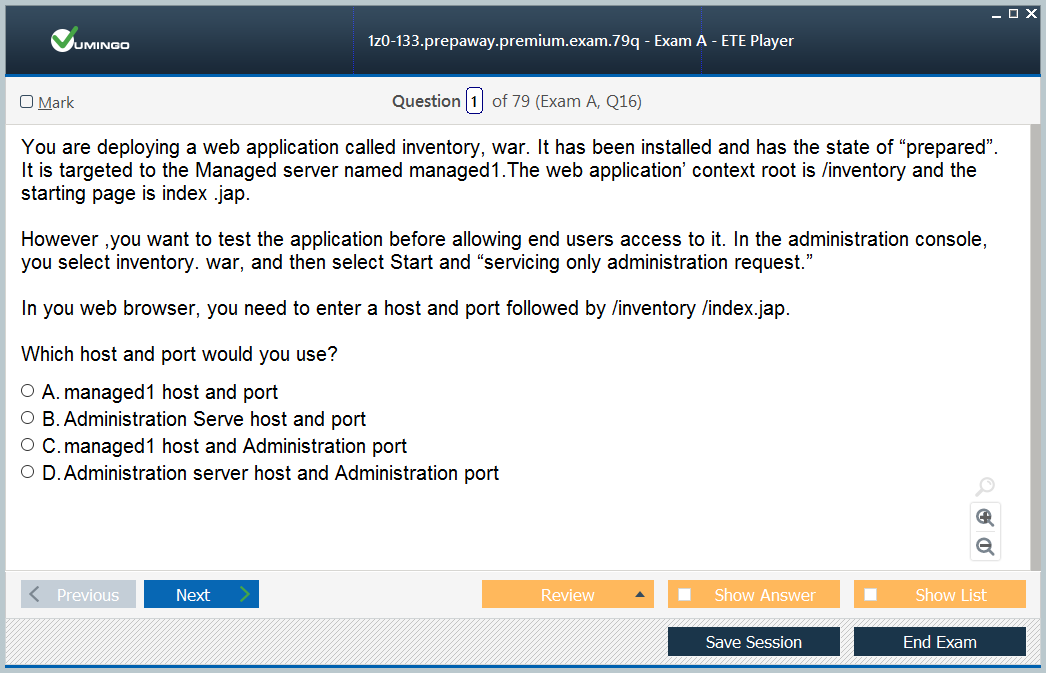 VUMINGO
1z0-133.prepaway.premium.exam.79q - Exam A - ETE Player
Mark
Question 1 of 79 (Exam A, Q16)
You are deploying a web application called inventory, war. It has been installed and has the state of “prepared”.
It is targeted to the Managed server named managed1.The web application’ context root is /inventory and the
starting page is index .jap.
However ,you want to test the application before allowing end users access to it. In the administration console,
you select inventory. war, and then select Start and “servicing only administration request.”
In you web browser, you need to enter a host and port followed by /inventory /index.jap.
Which host and port would you use?
A. managed1 host and port
B. Administration Serve host and port
C. managed1 host and Administration port
D. Administration server host and Administration port
Previous
Next
Review
Show Answer
Show List
Save Session
End Exam